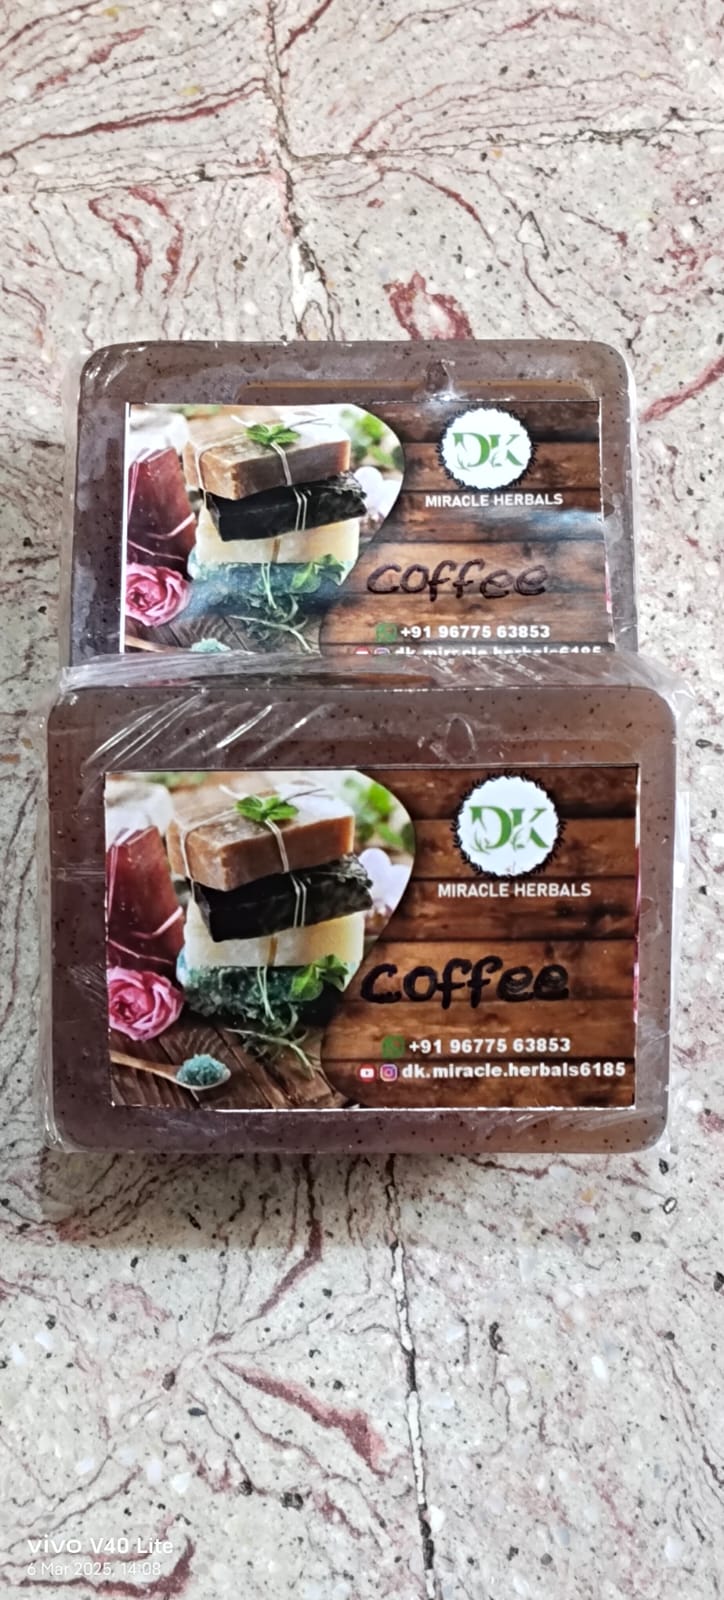 DK
MIRACLE HERBALS
coffee
+91 96775 63853
dk.miracle.herbals6185
DK
MIRACLE HERBALS
coffee
+91 96775 63853
dk.miracle.herbals6185
vivo V40 Lite
6 Mar 2025, 14:08